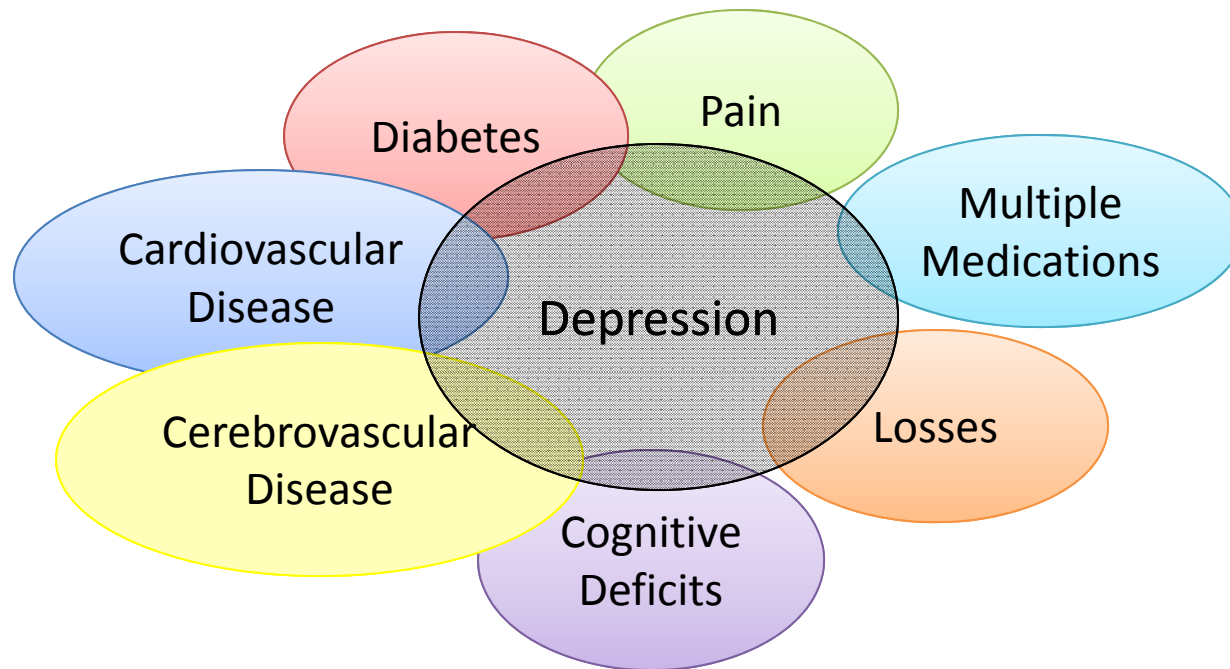 Pain
Diabetes
Multiple
Medications
Cardiovascular
Disease
Depression
Losses
Cerebrovascular
Disease
Cognitive
Deficits